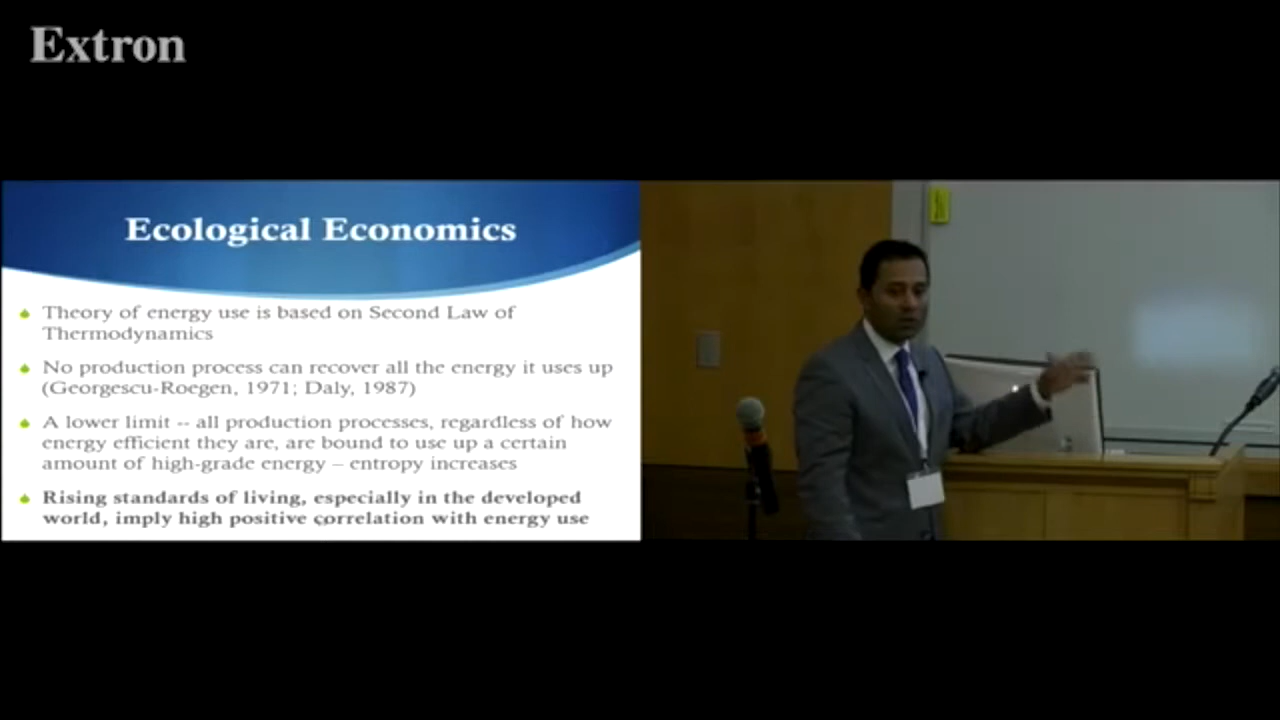 Extron
Ecological Economics
Theory of energy use is based on Second Law of
Thermodynamics
No production process can recover all the energy it uses up
(Georgescu-Roegen, 1971; Daly, 1987)
A lower limit -- all production processes, regardless of how
energy efficient they are, are bound to use up a certain
amount of high-grade energy – entropy increases
Rising standards of living, especially in the developed
world, imply high positive correlation with energy use